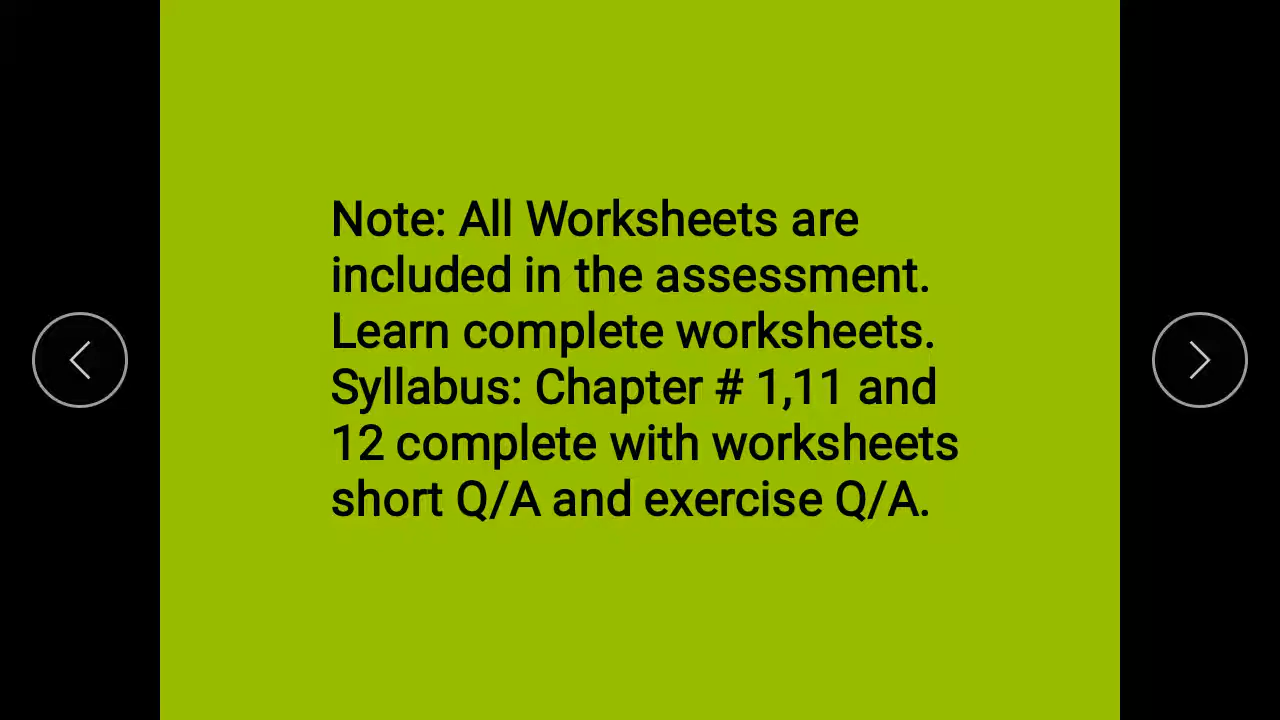 Note: All Worksheets are
included in the assessment.
Learn complete worksheets.
Syllabus: Chapter # 1,11 and
12 complete with worksheets
short Q/A and exercise Q/A.